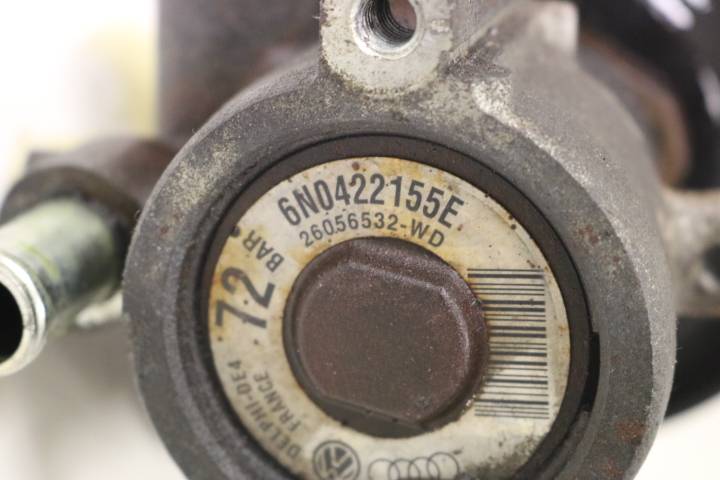 6N0422155E
26056532-WD
72 BAR
DELPHI-DE4
FRANCE